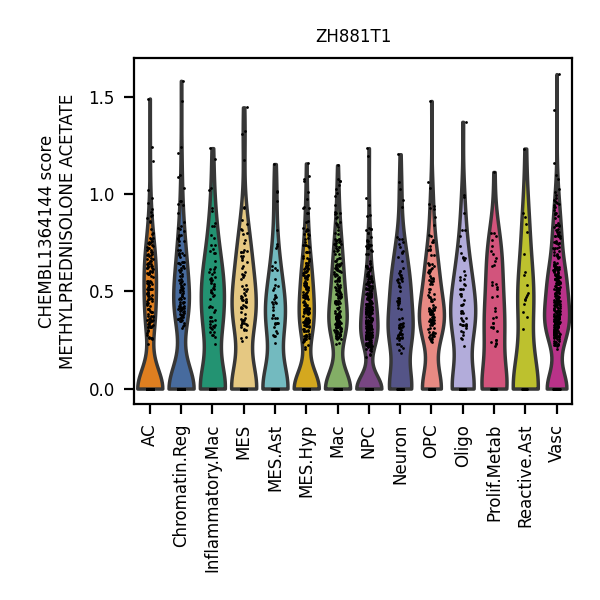 ZH881T1
CHEMBL1364144 score
METHYLPREDNISOLONE ACETATE
1.5
1.0
0.5
0.0
AC
Chromatin.Reg
Inflammatory.Mac
MES
MES.Ast
MES.Hyp
Mac
NPC
Neuron
OPC
Oligo
Prolif.Metab
Reactive.Ast
Vasc